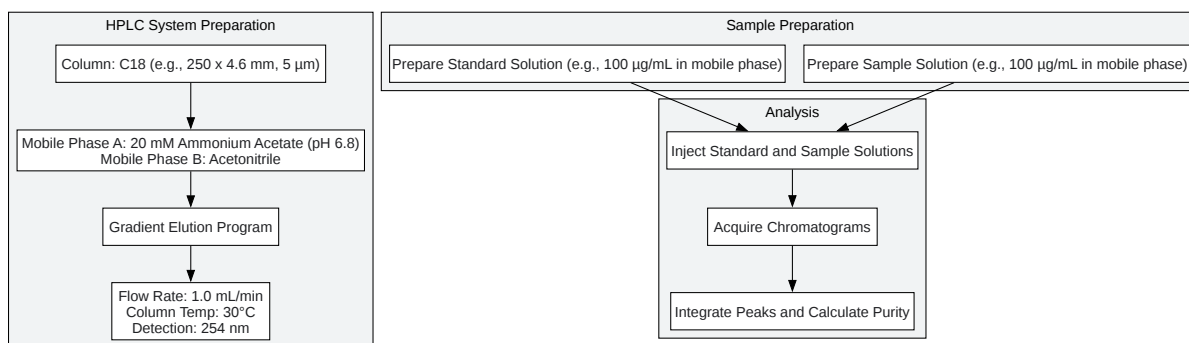 HPLC System Preparation
Column: C18 (e.g., 250 x 4.6 mm, 5 µm)
Mobile Phase A: 20 mM Ammonium Acetate (pH 6.8)
Mobile Phase B: Acetonitrile
Gradient Elution Program
Flow Rate: 1.0 mL/min
Column Temp: 30°C
Detection: 254 nm
Sample Preparation
Prepare Standard Solution (e.g., 100 µg/mL in mobile phase)
Prepare Sample Solution (e.g., 100 µg/mL in mobile phase)
Analysis
Inject Standard and Sample Solutions
Acquire Chromatograms
Integrate Peaks and Calculate Purity